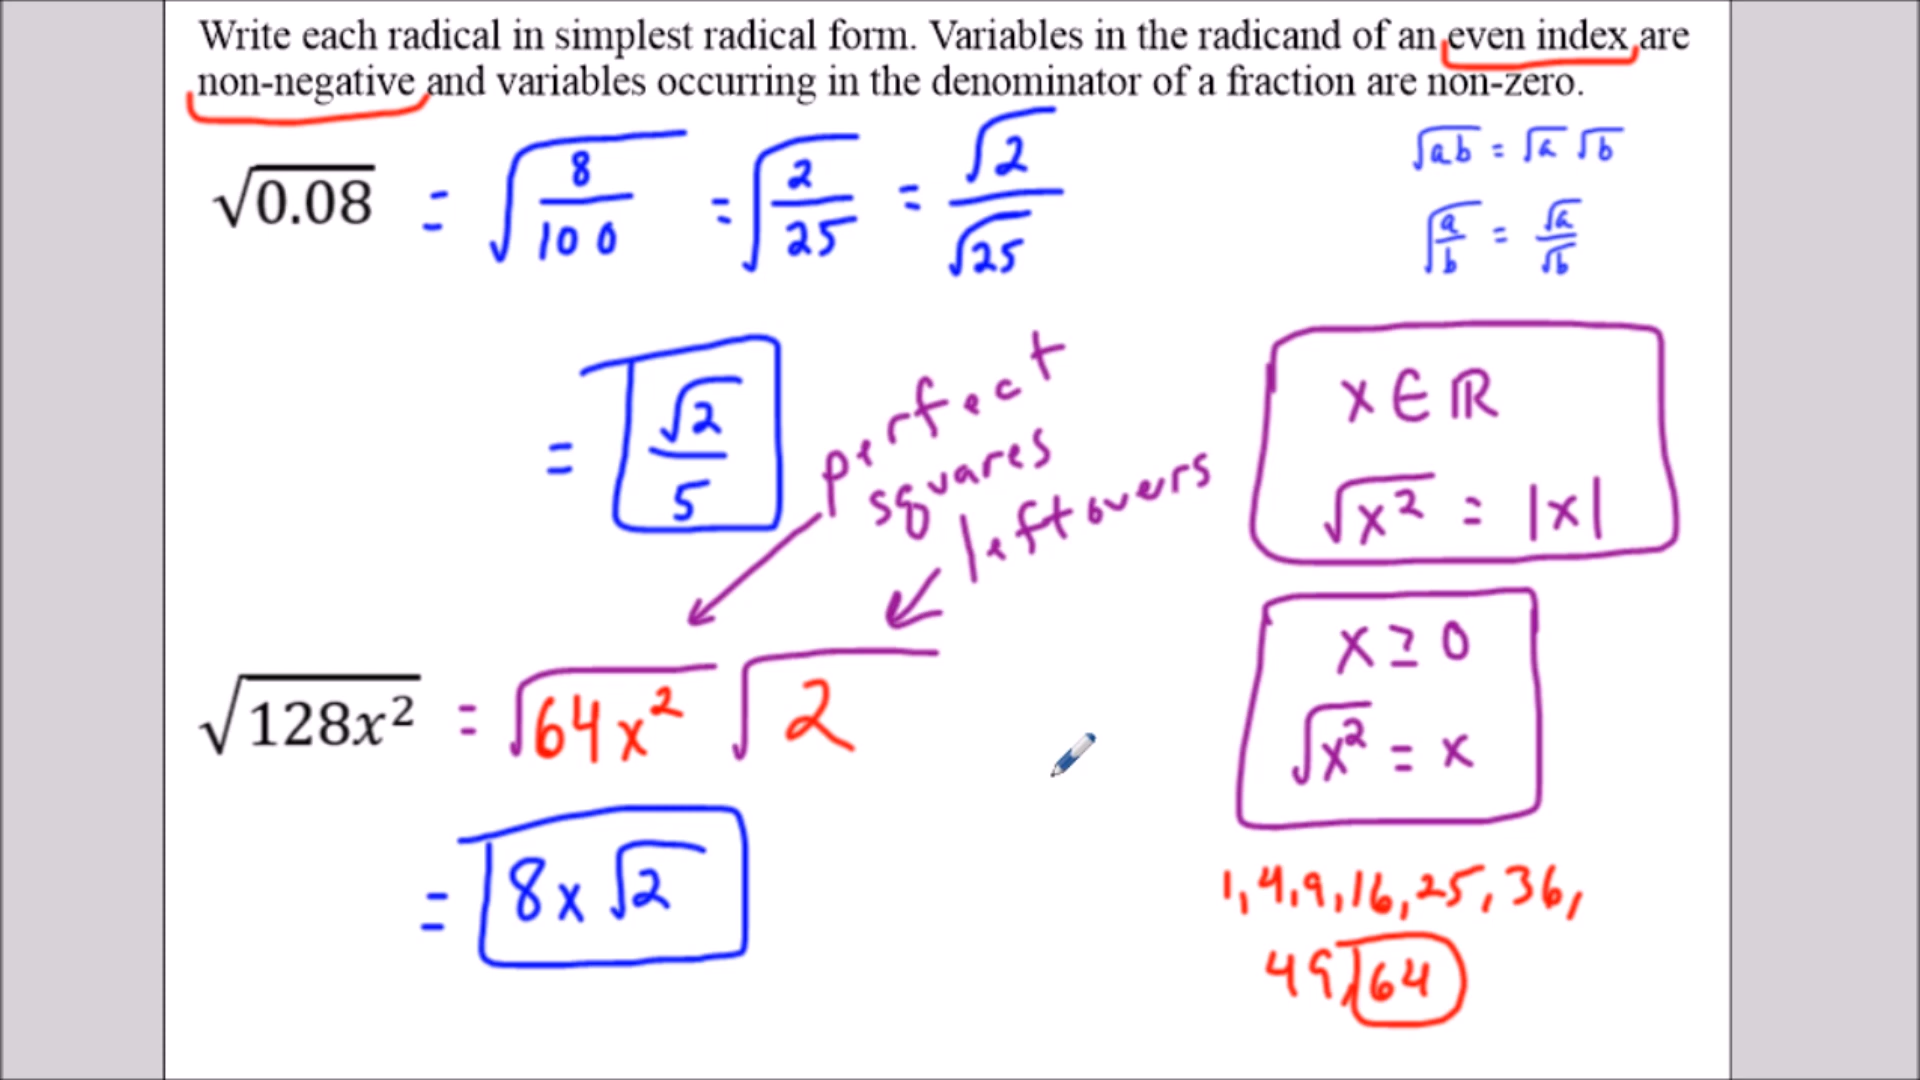 Write each radical in simplest radical form. Variables in the radicand of an even index are
non-negative and variables occurring in the denominator of a fraction are non-zero.
√0.08 = √(8/100) = √(2/25) = √2/√25
√ab = √a √b
√(a/b) = √a/√b
= √2/5
perfect
squares
leftovers
x ∈ ℝ
√x² = |x|
√128x² = √64x² √2
x ≥ 0
√x² = x
= 8x√2
1, 4, 9, 16, 25, 36,
49, 64